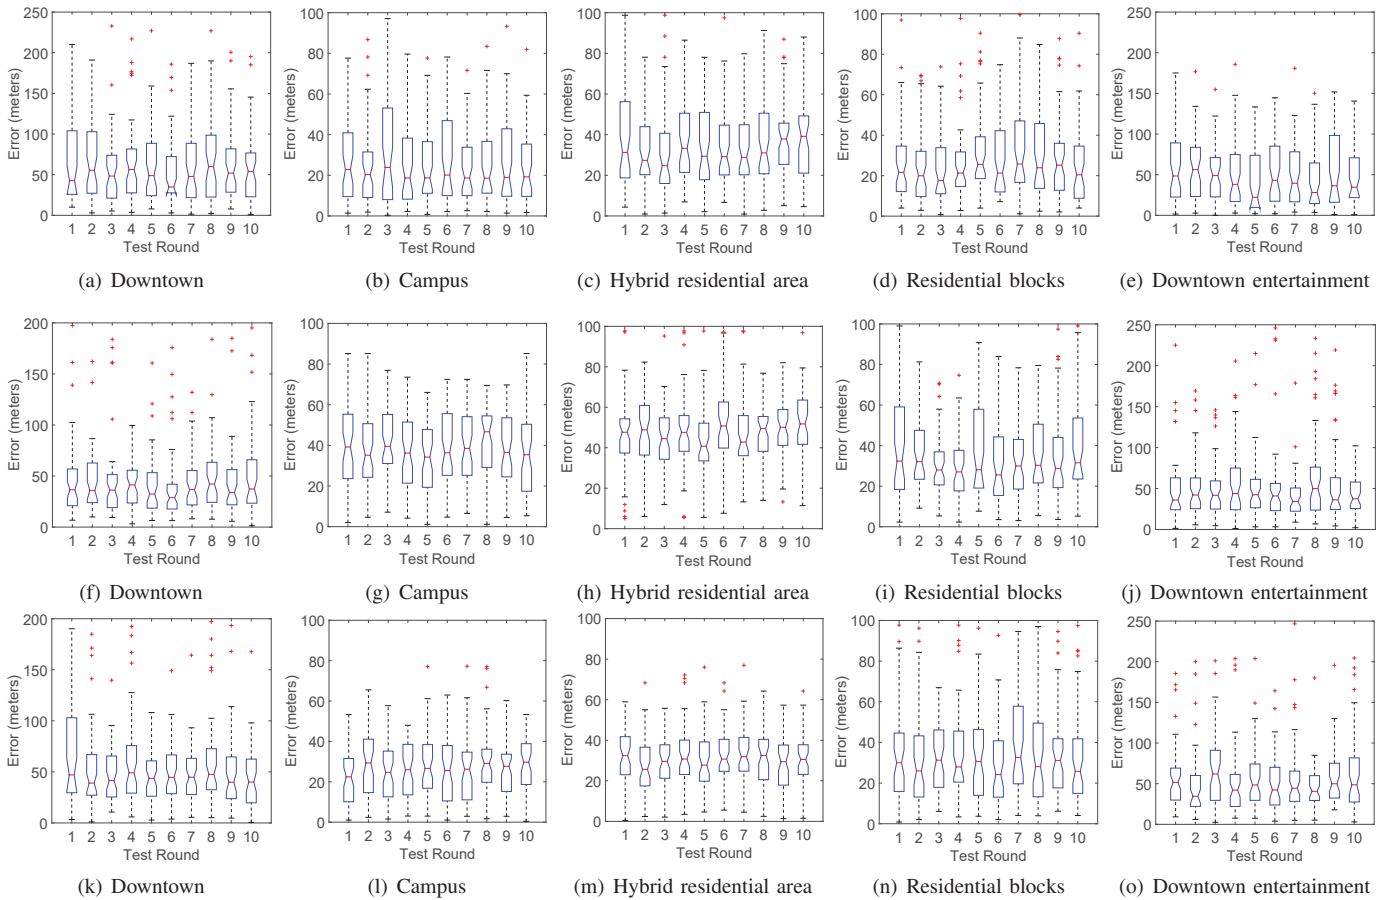 Error (meters)
250
200
150
100
50
0
1 2 3 4 5 6 7 8 9 10
Test Round
(a) Downtown
Error (meters)
100
80
60
40
20
0
1 2 3 4 5 6 7 8 9 10
Test Round
(b) Campus
Error (meters)
100
80
60
40
20
0
1 2 3 4 5 6 7 8 9 10
Test Round
(c) Hybrid residential area
Error (meters)
100
80
60
40
20
0
1 2 3 4 5 6 7 8 9 10
Test Round
(d) Residential blocks
Error (meters)
250
200
150
100
50
0
1 2 3 4 5 6 7 8 9 10
Test Round
(e) Downtown entertainment
Error (meters)
200
150
100
50
0
1 2 3 4 5 6 7 8 9 10
Test Round
(f) Downtown
Error (meters)
100
80
60
40
20
0
1 2 3 4 5 6 7 8 9 10
Test Round
(g) Campus
Error (meters)
100
80
60
40
20
0
1 2 3 4 5 6 7 8 9 10
Test Round
(h) Hybrid residential area
Error (meters)
100
80
60
40
20
0
1 2 3 4 5 6 7 8 9 10
Test Round
(i) Residential blocks
Error (meters)
250
200
150
100
50
0
1 2 3 4 5 6 7 8 9 10
Test Round
(j) Downtown entertainment
Error (meters)
200
150
100
50
0
1 2 3 4 5 6 7 8 9 10
Test Round
(k) Downtown
Error (meters)
100
80
60
40
20
0
1 2 3 4 5 6 7 8 9 10
Test Round
(l) Campus
Error (meters)
100
80
60
40
20
0
1 2 3 4 5 6 7 8 9 10
Test Round
(m) Hybrid residential area
Error (meters)
100
80
60
40
20
0
1 2 3 4 5 6 7 8 9 10
Test Round
(n) Residential blocks
Error (meters)
250
200
150
100
50
0
1 2 3 4 5 6 7 8 9 10
Test Round
(o) Downtown entertainment